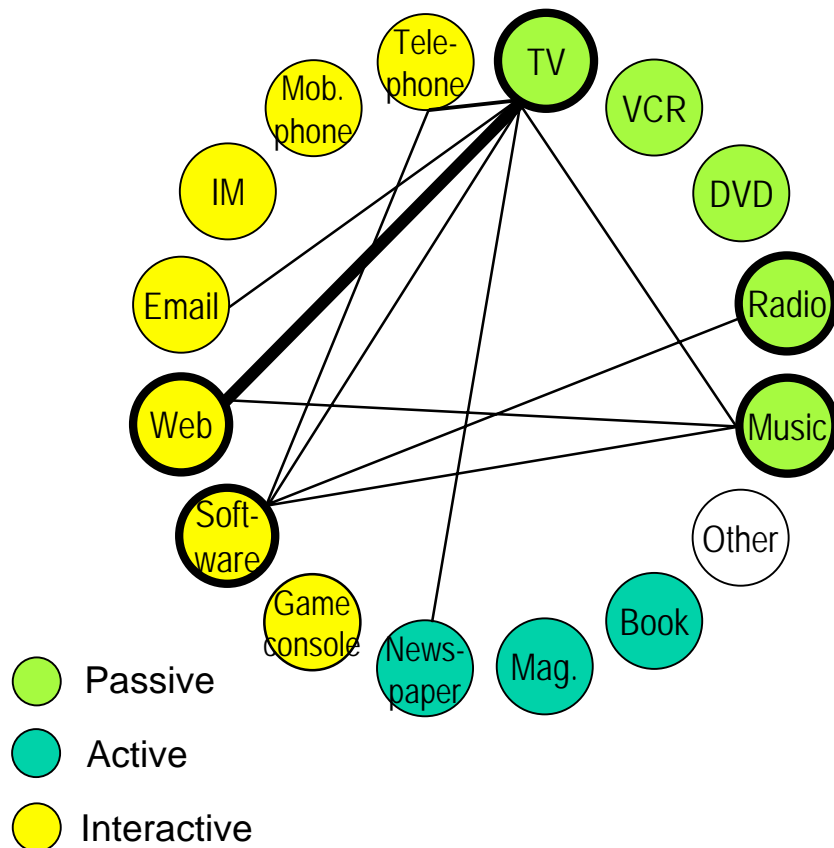 Tele-
phone
TV
Mob.
phone
VCR
IM
DVD
Email
Radio
Web
Music
Soft-
ware
Other
Game
console
Book
News-
paper
Mag.
Passive
Active
Interactive